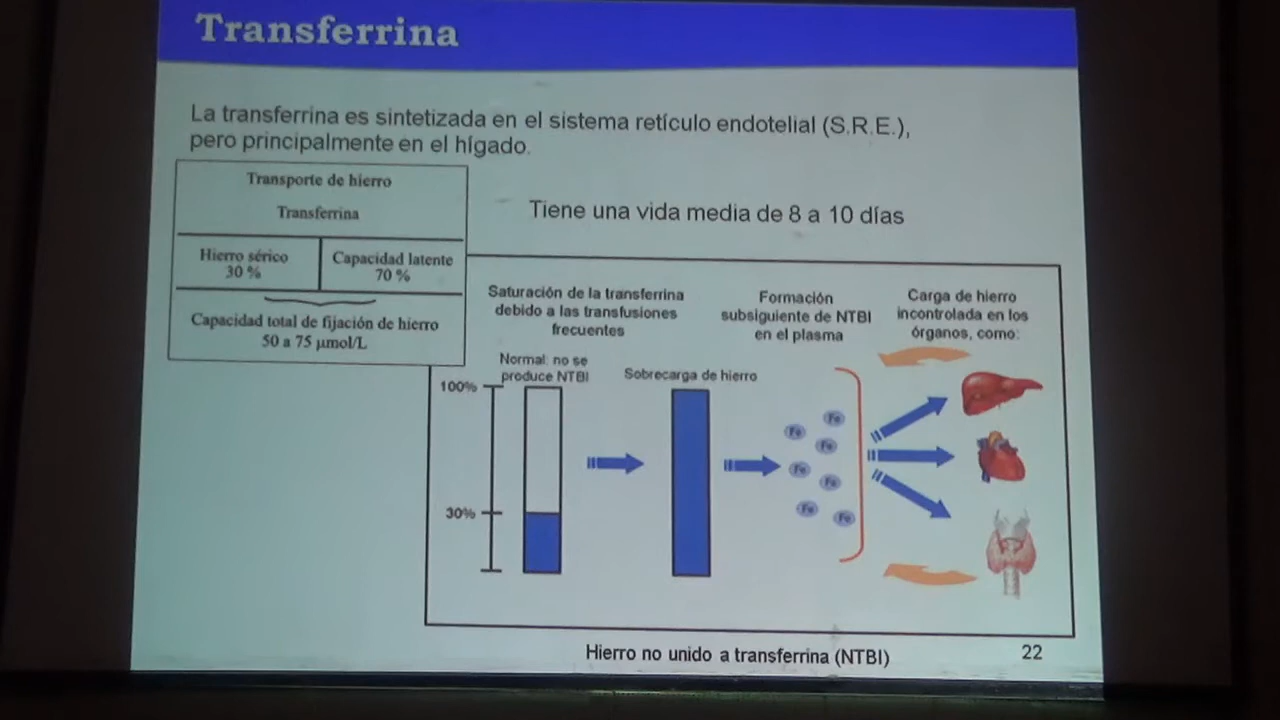 Transferrina
La transferrina es sintetizada en el sistema retículo endotelial (S.R.E.),
pero principalmente en el hígado.
Transporte de hierro
Transferrina
Hierro sérico
30 %
Capacidad latente
70 %
Capacidad total de fijación de hierro
50 a 75 µmol/L
Tiene una vida media de 8 a 10 días
Saturación de la transferrina
debido a las transfusiones
frecuentes
Formación
subsiguiente de NTBI
en el plasma
Carga de hierro
incontrolada en los
órganos, como:
Normal: no se
produce NTBI
Sobrecarga de hierro
100%
30%
Fe
Fe
Fe
Fe
Fe
Fe
Fe
Hierro no unido a transferrina (NTBI)
22